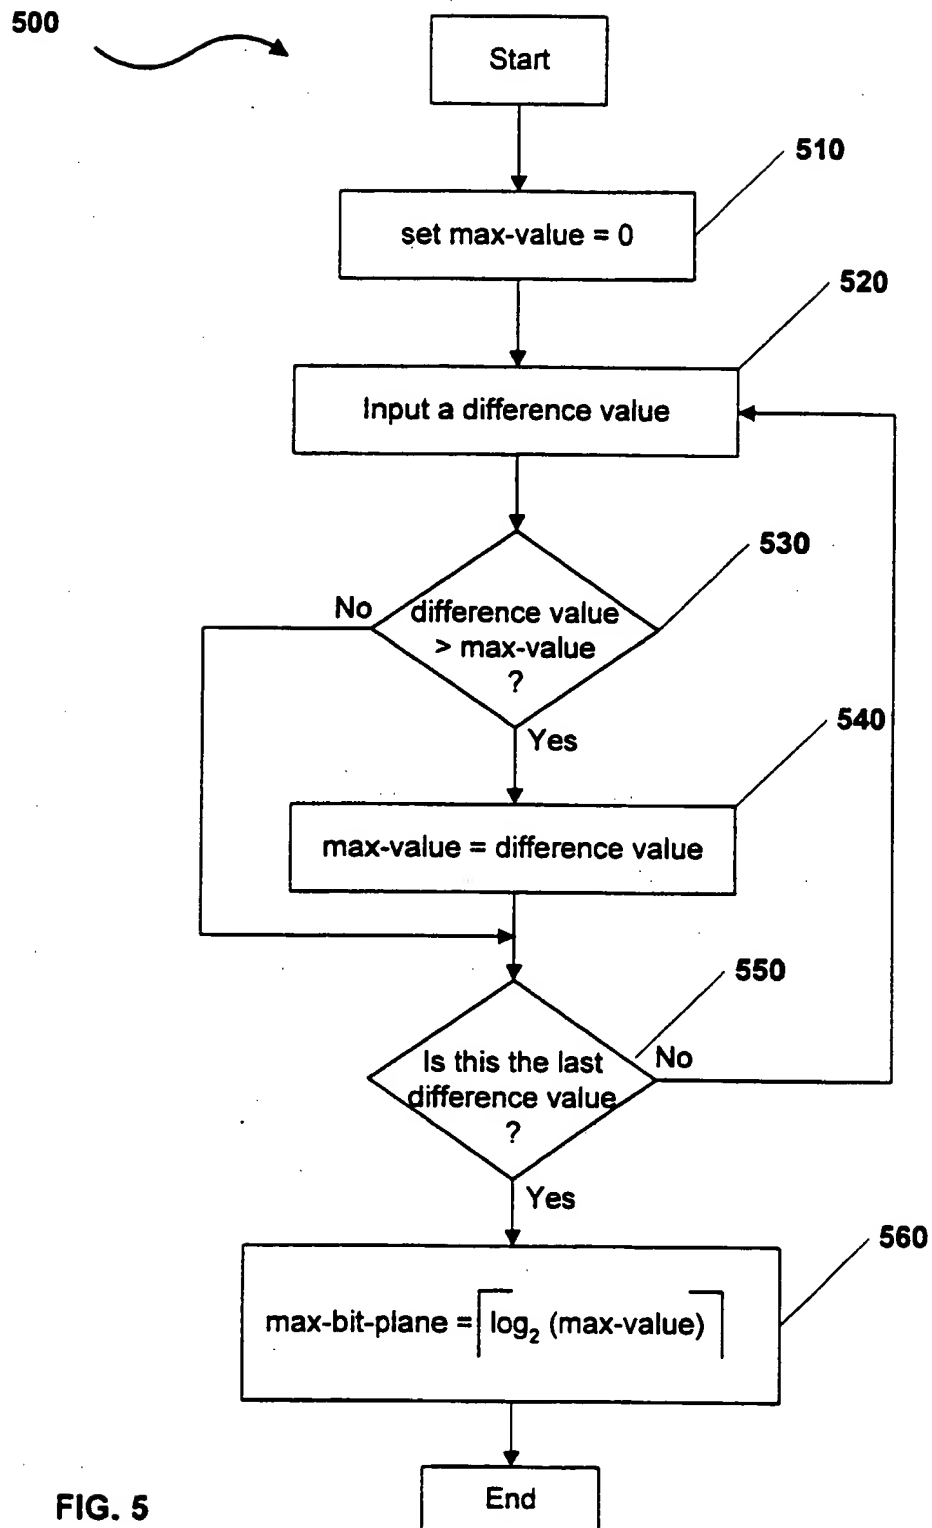 500
Start
510
set max-value = 0
520
Input a difference value
530
No
difference value
> max-value
?
Yes
540
max-value = difference value
550
Is this the last
difference value
?
No
Yes
560
max-bit-plane = ⌈log₂ (max-value)⌉
End
FIG. 5